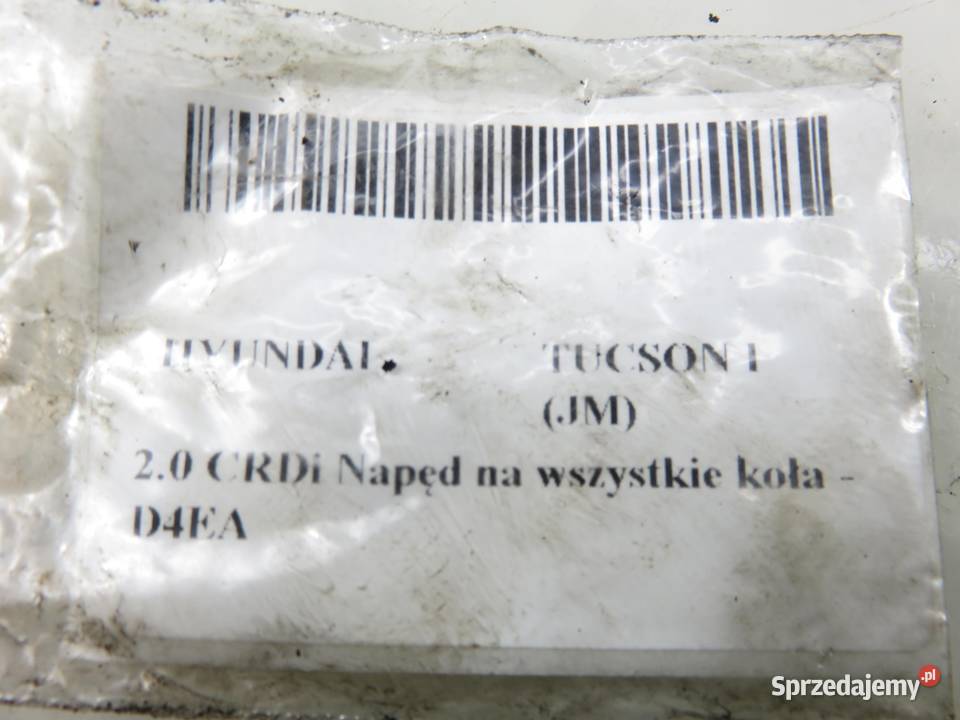 HYUNDAI TUCSON I
(JM)
2.0 CRDi Napęd na wszystkie koła -
D4EA
Sprzedajemy.pl